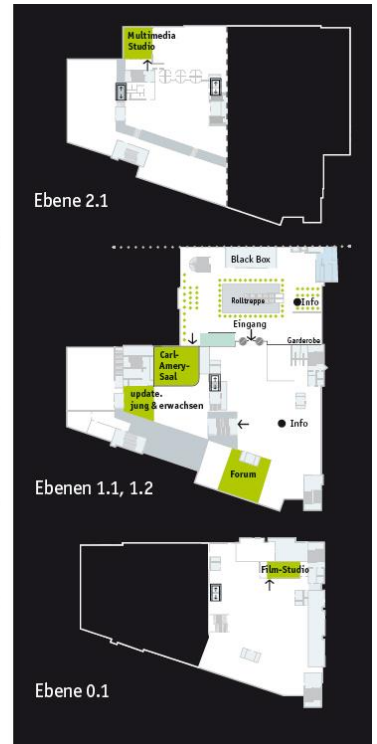 Multimedia
Studio
Ebene 2.1
Black Box
Rolltreppe
Info
Eingang
Garderobe
Carl-
Amery-
Saal
update.
jung & erwachsen
Info
Forum
Ebenen 1.1, 1.2
Film-Studio
Ebene 0.1